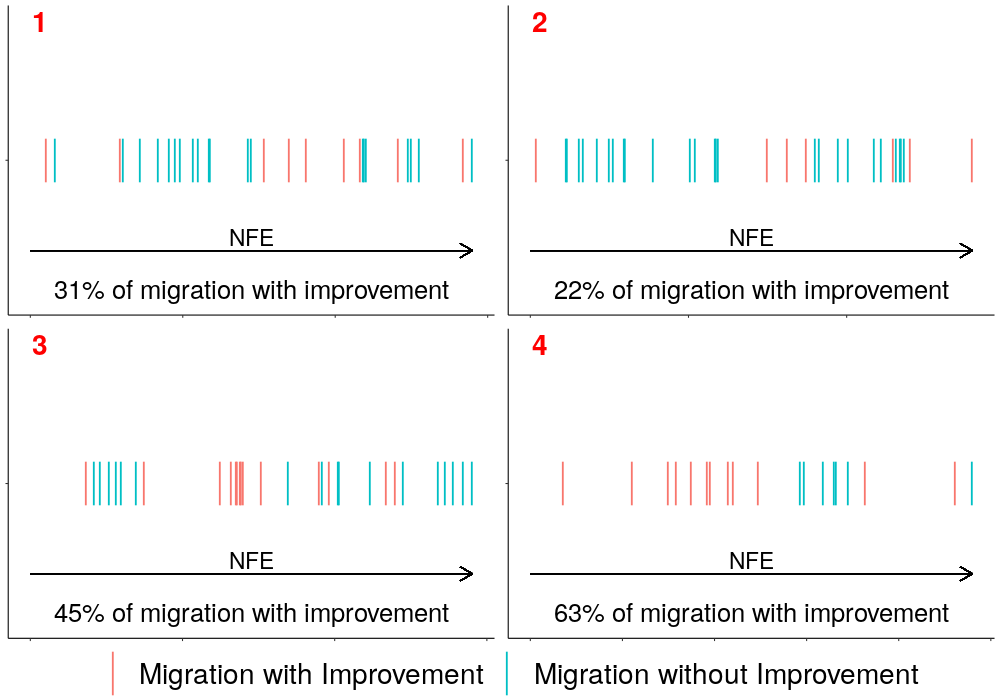 1
NFE
31% of migration with improvement
2
NFE
22% of migration with improvement
3
NFE
45% of migration with improvement
4
NFE
63% of migration with improvement
Migration with Improvement
Migration without Improvement